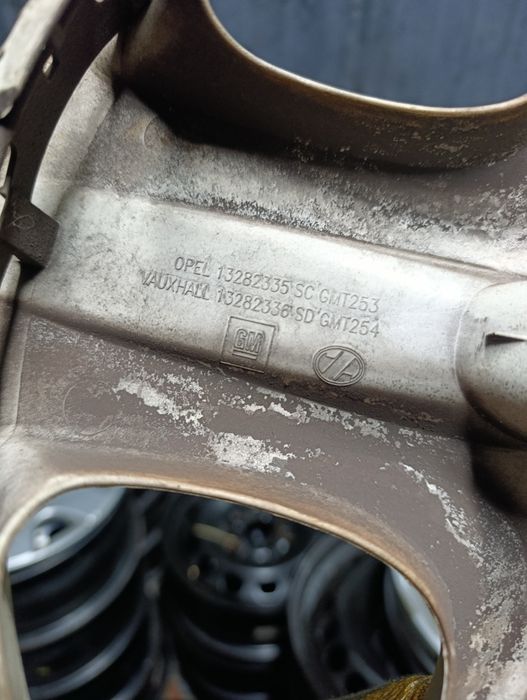 OPEL 13282335 SC GMT253
VAUXHALL 13282336 SD GMT254
GM